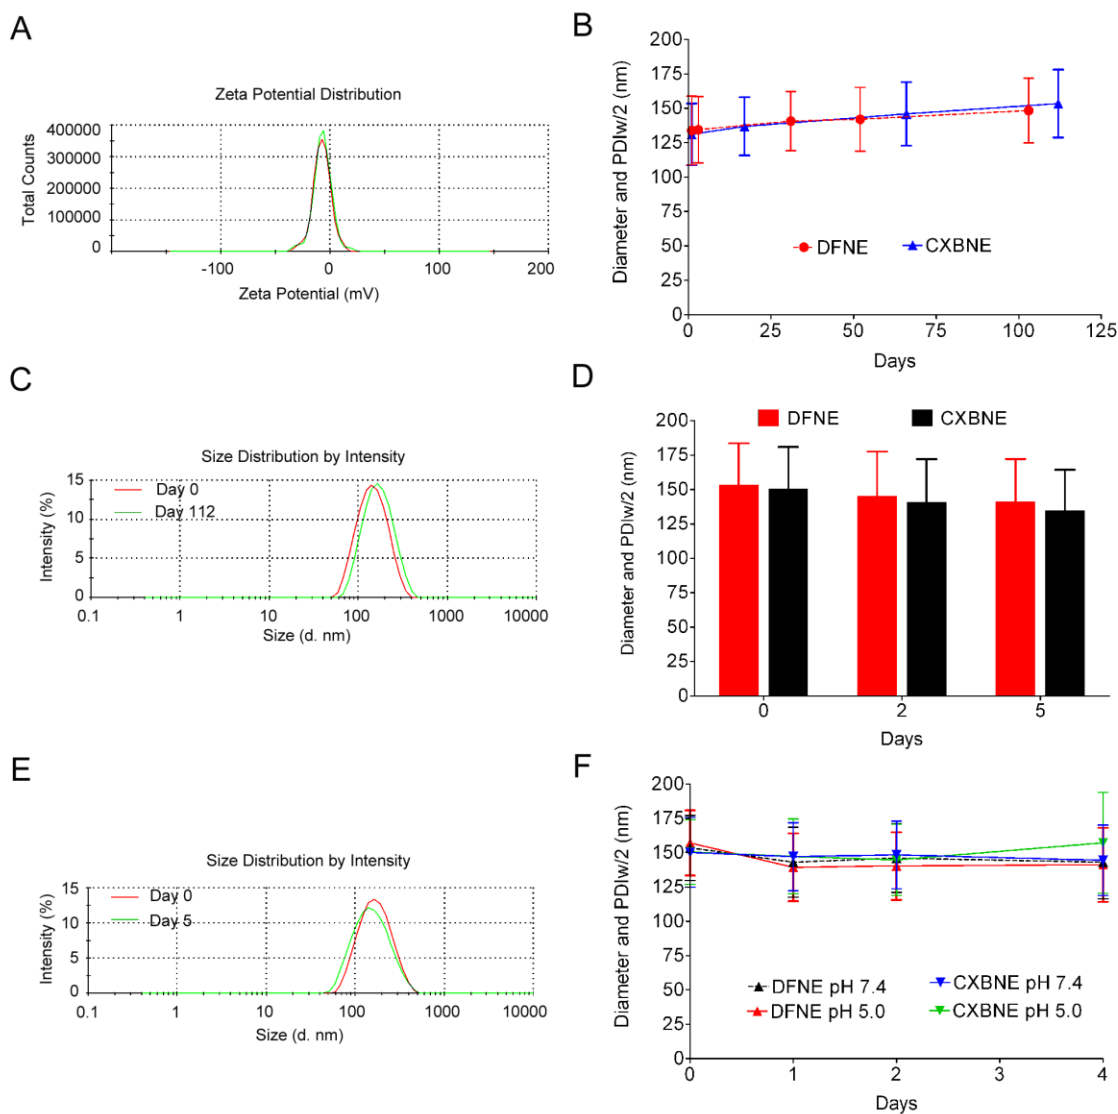 A
Zeta Potential Distribution
Total Counts
400000
300000
200000
100000
0
-100
0
100
200
Zeta Potential (mV)
B
Diameter and PDIw/2 (nm)
200
175
150
125
100
75
50
25
0
DFNE
CXBNE
0
25
50
75
100
125
Days
C
Size Distribution by Intensity
Intensity (%)
15
10
5
0
Day 0
Day 112
0.1
1
10
100
1000
10000
Size (d. nm)
D
Diameter and PDIw/2 (nm)
200
175
150
125
100
75
50
25
0
DFNE
CXBNE
0
2
5
Days
E
Size Distribution by Intensity
Intensity (%)
15
10
5
0
Day 0
Day 5
0.1
1
10
100
1000
10000
Size (d. nm)
F
Diameter and PDIw/2 (nm)
200
175
150
125
100
75
50
25
0
DFNE pH 7.4
CXBNE pH 7.4
DFNE pH 5.0
CXBNE pH 5.0
0
1
2
3
4
Days